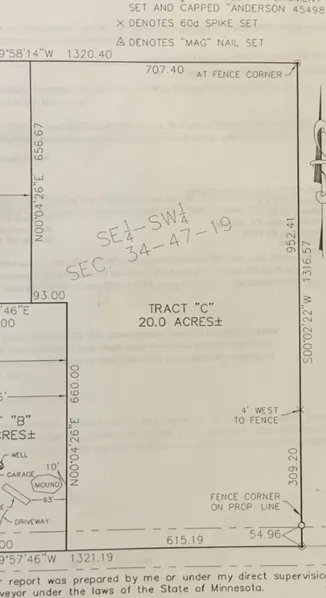 SET AND CAPPED "ANDERSON 45498
× DENOTES 60d SPIKE SET
DENOTES "MAG" NAIL SET
9°58'14"W 1320.40
707.40 AT FENCE CORNER
656.67
N00°04'26"E
SE¼-SW¼
SEC. 34-47-19
952.41
1316.57
S00°02'22"W
93.00
'46"E
00
TRACT "C"
20.0 ACRES±
660.00
N00°04'26"E
4' WEST
TO FENCE
"B"
CRES±
WELL
GARAGE
10'
MOUND
93'
DRIVEWAY
309.20
FENCE CORNER
ON PROP LINE
54.96
615.19
9°57'46"W 1321.19
r report was prepared by me or under my direct supervisio
veyor under the laws of the State of Minnesota.